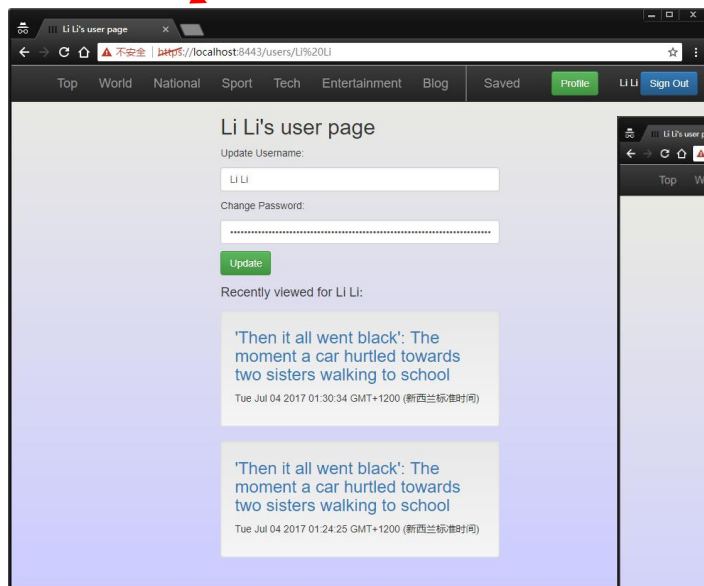 Li Li's user page
不安全 | https://localhost:8443/users/Li%20Li
Top World National Sport Tech Entertainment Blog Saved Profile Li Li Sign Out
Li Li's user page
Update Username:
Li Li
Change Password:
Update
Recently viewed for Li Li:
'Then it all went black': The
moment a car hurtled towards
two sisters walking to school
Tue Jul 04 2017 01:30:34 GMT+1200 (新西兰标准时间)
'Then it all went black': The
moment a car hurtled towards
two sisters walking to school
Tue Jul 04 2017 01:24:25 GMT+1200 (新西兰标准时间)
Li Li's user p
Top W